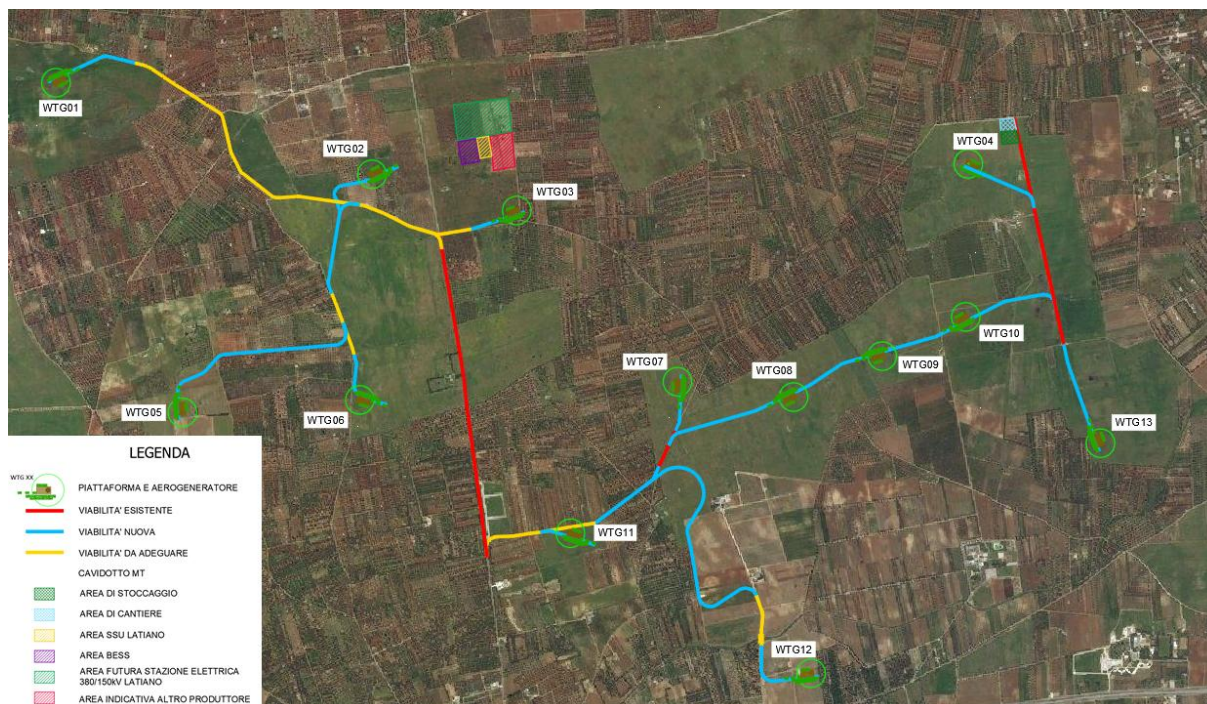 WTG01
WTG02
WTG03
WTG04
WTG05
WTG06
WTG07
WTG08
WTG09
WTG10
WTG11
WTG12
WTG13
LEGENDA
WTG XX
PIATTAFORMA E AEROGENERATORE
VIABILITA' ESISTENTE
VIABILITA' NUOVA
VIABILITA' DA ADEGUARE
CAVIDOTTO MT
AREA DI STOCCAGGIO
AREA DI CANTIERE
AREA SSU LATIANO
AREA BESS
AREA FUTURA STAZIONE ELETTRICA
380/150kV LATIANO
AREA INDICATIVA ALTRO PRODUTTORE